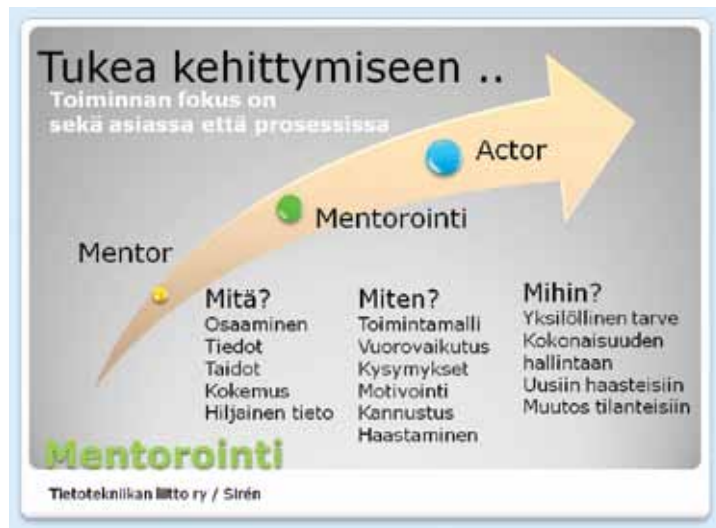 Tukea kehittymiseen ..
Toiminnan fokus on
sekä asiassa että prosessissa
Actor
Mentorointi
Mentor
Mitä?
Osaaminen
Tiedot
Taidot
Kokemus
Hiljainen tieto
Miten?
Toimintamalli
Vuorovaikutus
Kysymykset
Motivointi
Kannustus
Haastaminen
Mihin?
Yksilöllinen tarve
Kokonaisuuden
hallintaan
Uusiin haasteisiin
Muutos tilanteisiin
Mentorointi
Tietotekniikan liitto ry / Sirén